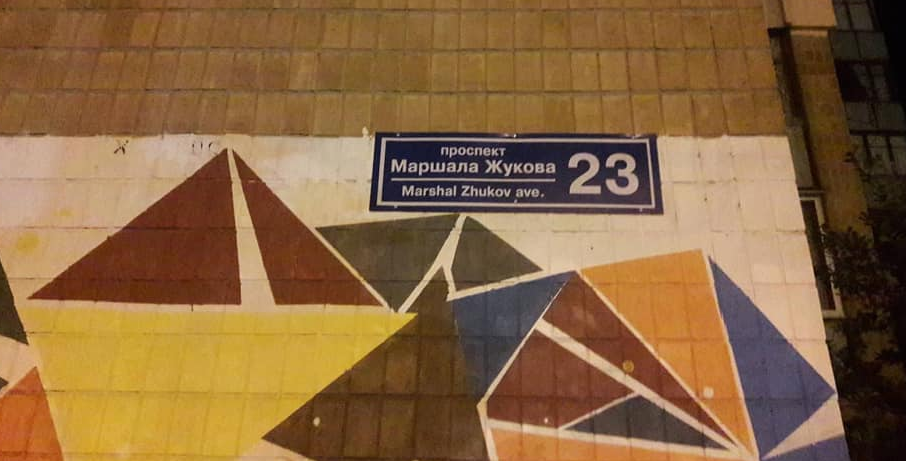 проспект
Маршала Жукова
Marshal Zhukov ave.
23